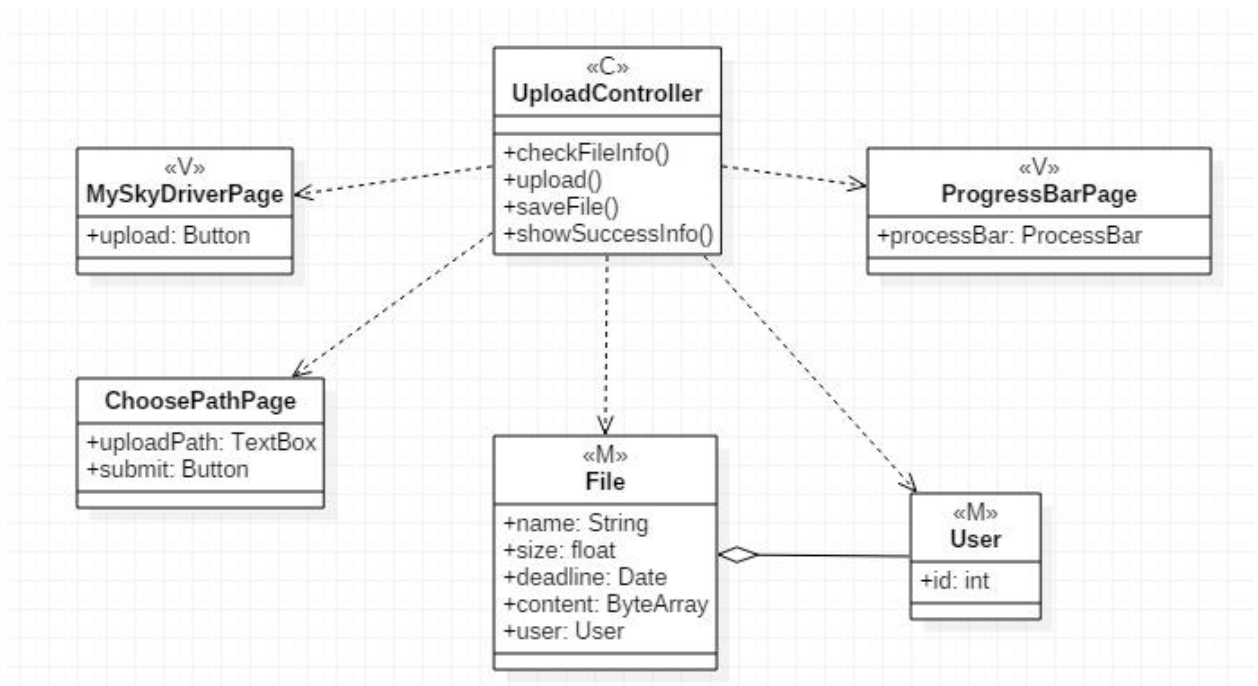 «C»
UploadController
+checkFileInfo()
+upload()
+saveFile()
+showSuccessInfo()
«V»
MySkyDriverPage
+upload: Button
«V»
ProgressBarPage
+processBar: ProcessBar
ChoosePathPage
+uploadPath: TextBox
+submit: Button
«M»
File
+name: String
+size: float
+deadline: Date
+content: ByteArray
+user: User
«M»
User
+id: int